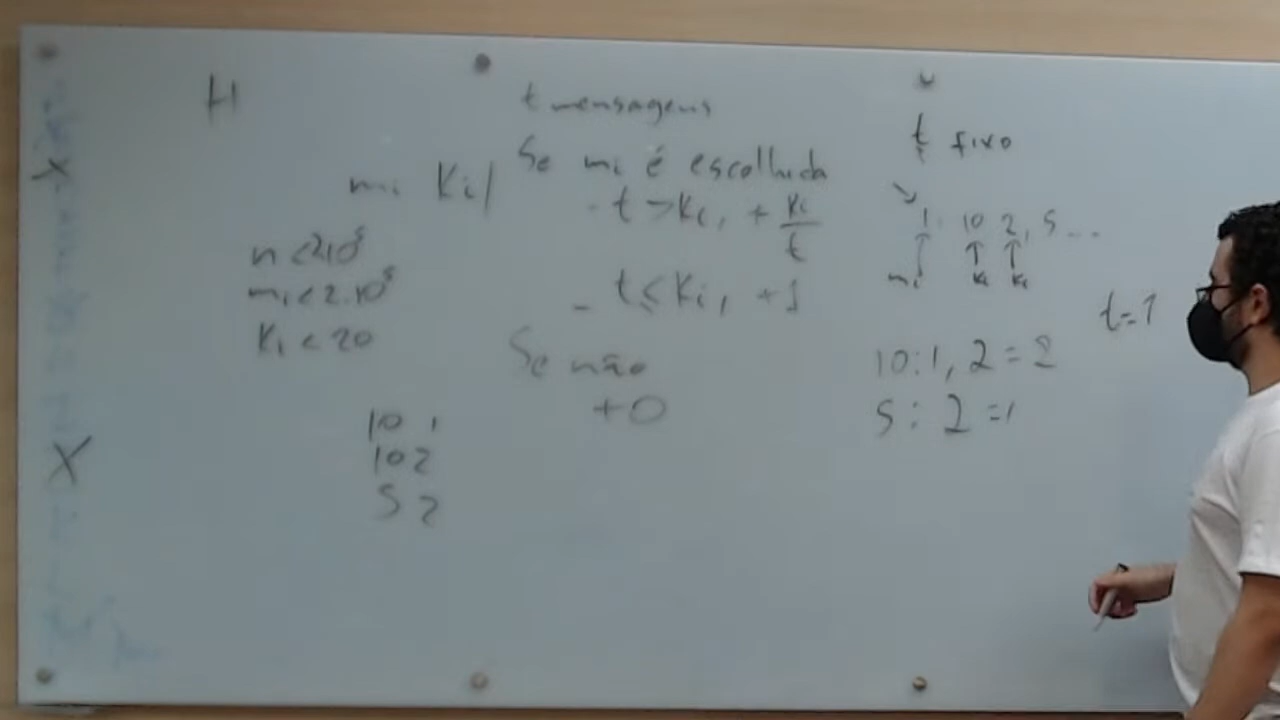 H
mi Ki
n < 2.10⁵
mi < 2.10⁵
Ki < 20
10 1
10 2
5 2
t mensagens
Se mi é escolhida
- t > Ki, + Ki/t
- t ≤ Ki, + 1
Se não
+0
t fixo
1 10 2, 5 ...
mi Ki Ki
10: 1, 2 = 2
5: 2 = 1
t=1
X
X